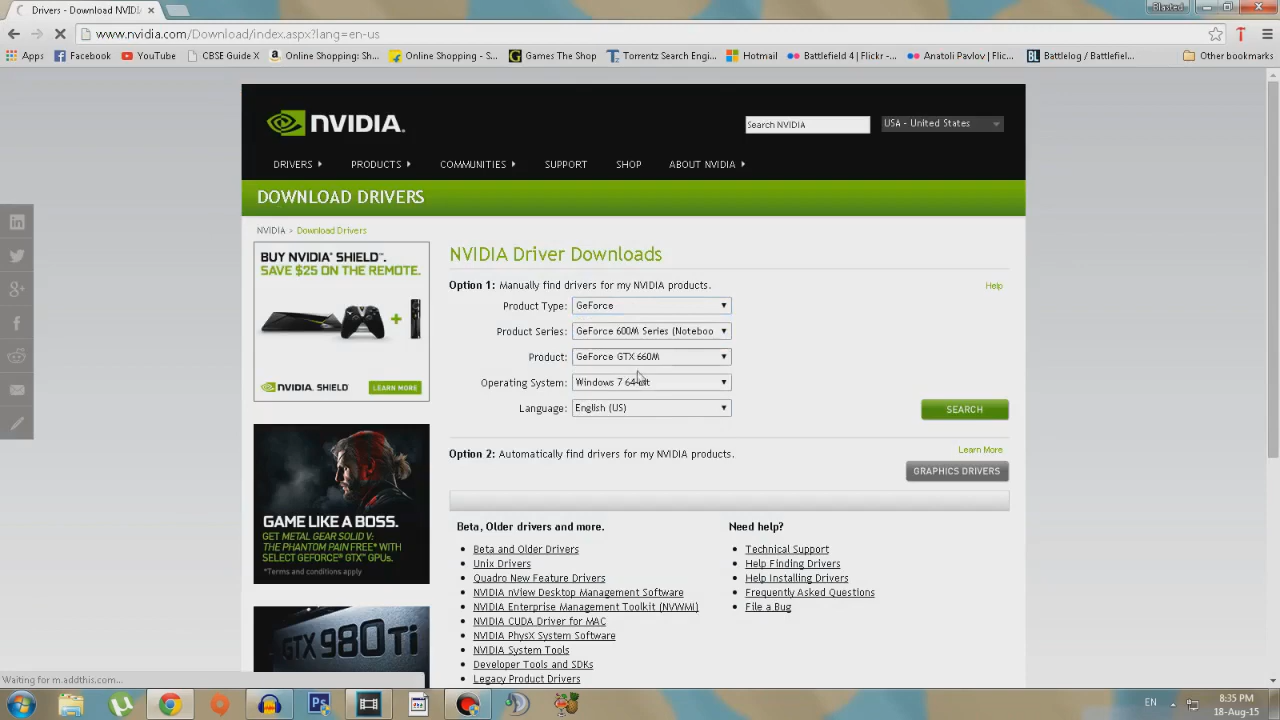 Drivers - Download NVIDI
Blasted
www.nvidia.com/Download/index.aspx?lang=en-us
Apps
Facebook
YouTube
CBSE Guide X
Online Shopping: Sh...
Online Shopping - S...
Games The Shop
Torrentz Search Engi...
Hotmail
Battlefield 4 | Flickr -...
Anatoli Pavlov | Flic...
BL
Battlelog / Battlefiel...
Other bookmarks
NVIDIA.
Search NVIDIA
USA - United States
DRIVERS
PRODUCTS
COMMUNITIES
SUPPORT
SHOP
ABOUT NVIDIA
DOWNLOAD DRIVERS
NVIDIA > Download Drivers
BUY NVIDIA® SHIELD™.
SAVE $25 ON THE REMOTE.
NVIDIA. SHIELD
LEARN MORE
NVIDIA Driver Downloads
Option 1: Manually find drivers for my NVIDIA products.
Help
Product Type: GeForce
Product Series: GeForce 600M Series (Noteboo
Product: GeForce GTX 660M
Operating System: Windows 7 64-bit
Language: English (US)
SEARCH
Option 2: Automatically find drivers for my NVIDIA products.
Learn More
GRAPHICS DRIVERS
GAME LIKE A BOSS.
GET METAL GEAR SOLID V:
THE PHANTOM PAIN FREE* WITH
SELECT GEFORCE® GTX™ GPUs.
*Terms and conditions apply
GTX 980Ti
Beta, Older drivers and more.
Beta and Older Drivers
Unix Drivers
Quadro New Feature Drivers
NVIDIA nView Desktop Management Software
NVIDIA Enterprise Management Toolkit (NVWMI)
NVIDIA CUDA Driver for MAC
NVIDIA PhysX System Software
NVIDIA System Tools
Developer Tools and SDKs
Legacy Product Drivers
Need help?
Technical Support
Help Finding Drivers
Help Installing Drivers
Frequently Asked Questions
File a Bug
Waiting for m.addthis.com...
EN
8:35 PM
18-Aug-15